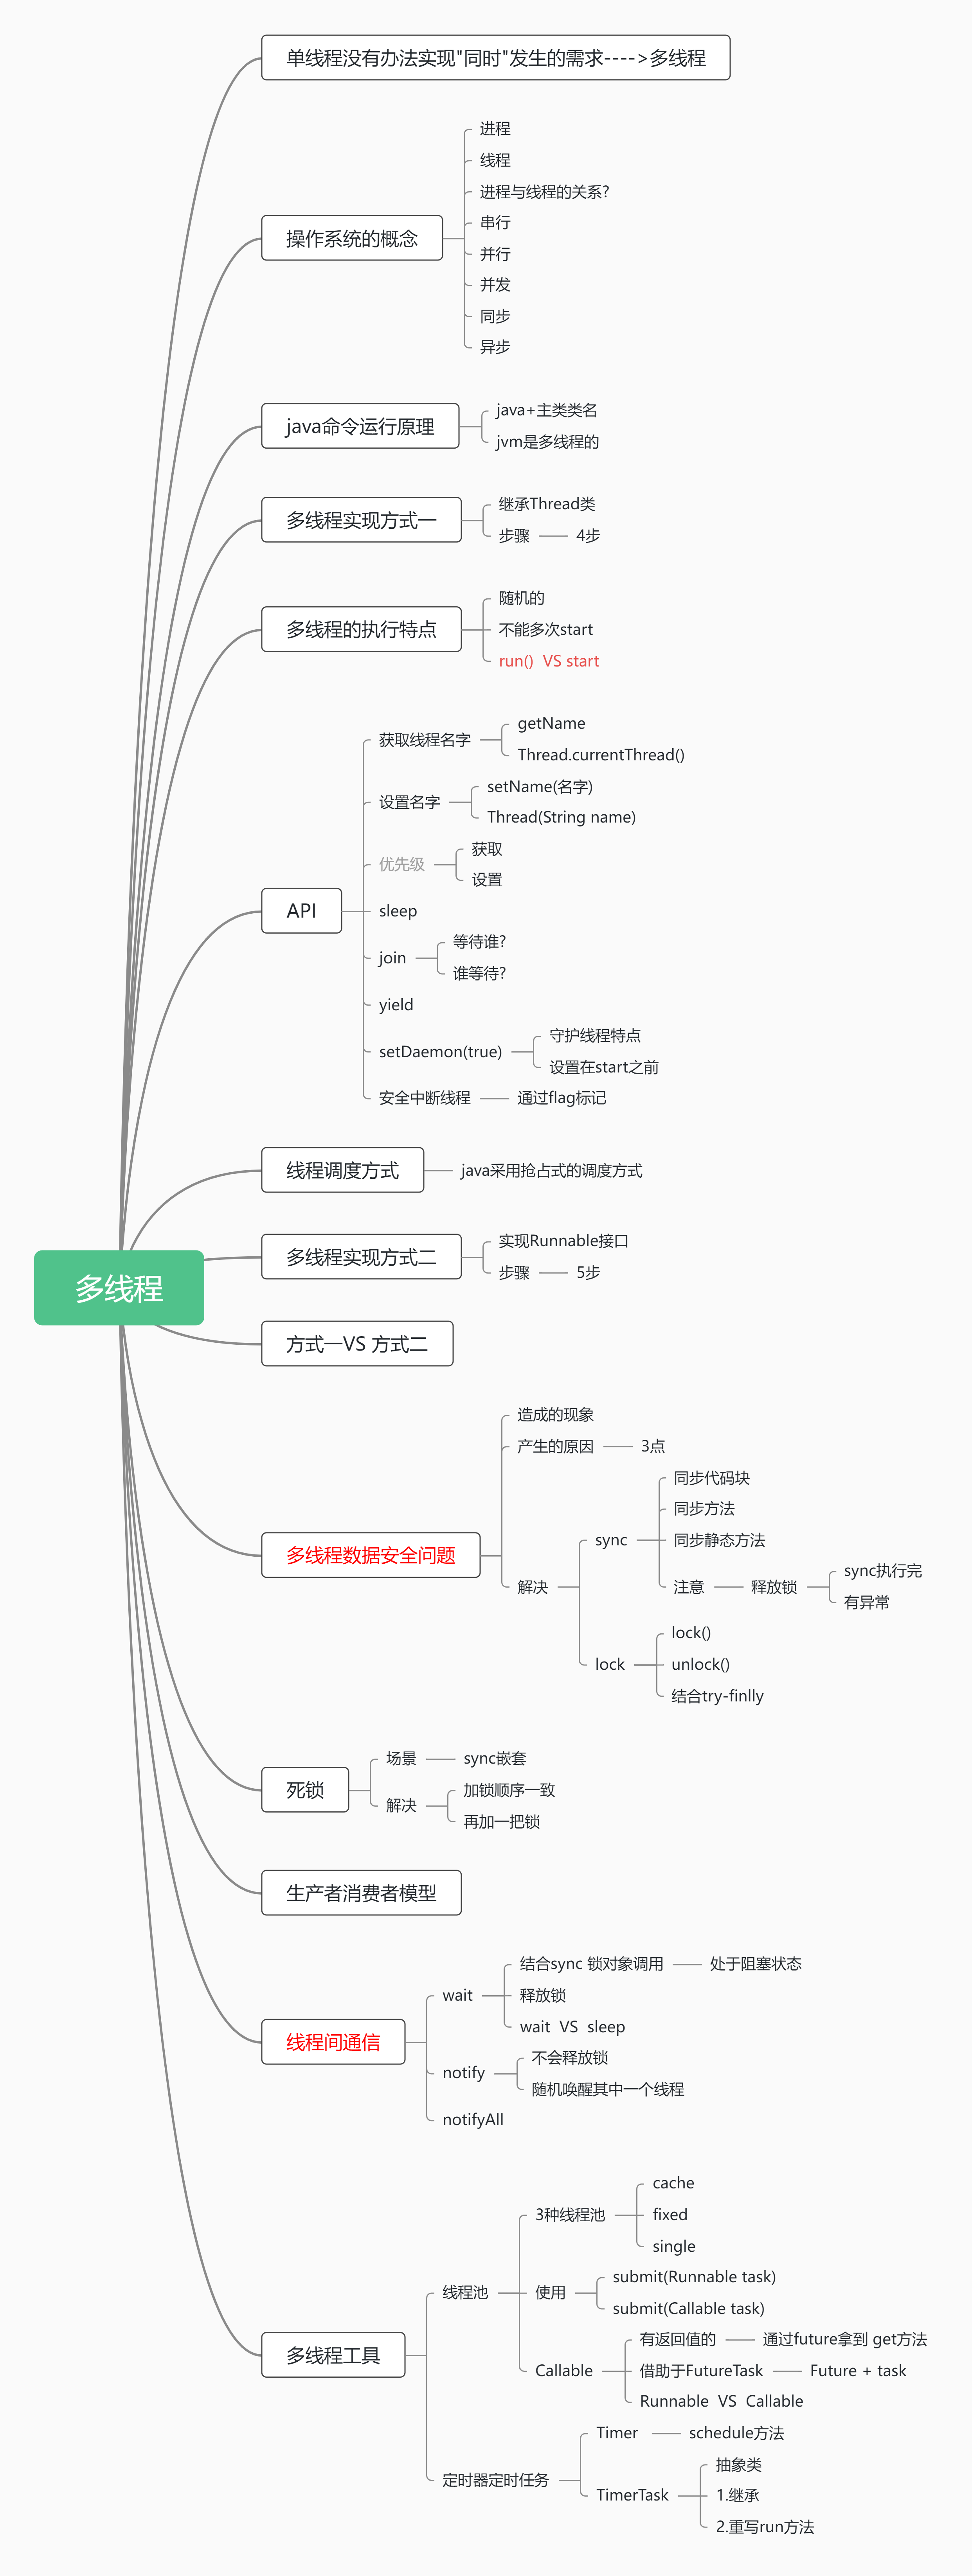 多线程
单线程没有办法实现"同时"发生的需求---->多线程
操作系统的概念
进程
线程
进程与线程的关系?
串行
并行
并发
同步
异步
java命令运行原理
java+主类类名
jvm是多线程的
多线程实现方式一
继承Thread类
步骤
4步
多线程的执行特点
随机的
不能多次start
run()  VS start
API
获取线程名字
getName
Thread.currentThread()
设置名字
setName(名字)
Thread(String name)
优先级
获取
设置
sleep
join
等待谁?
谁等待?
yield
setDaemon(true)
守护线程特点
设置在start之前
安全中断线程
通过flag标记
线程调度方式
java采用抢占式的调度方式
多线程实现方式二
实现Runnable接口
步骤
5步
方式一VS 方式二
多线程数据安全问题
造成的现象
产生的原因
3点
解决
sync
同步代码块
同步方法
同步静态方法
注意
释放锁
sync执行完
有异常
lock
lock()
unlock()
结合try-finlly
死锁
场景
sync嵌套
解决
加锁顺序一致
再加一把锁
生产者消费者模型
线程间通信
wait
结合sync 锁对象调用
处于阻塞状态
释放锁
wait  VS  sleep
notify
不会释放锁
随机唤醒其中一个线程
notifyAll
多线程工具
线程池
3种线程池
cache
fixed
single
使用
submit(Runnable task)
submit(Callable task)
Callable
有返回值的
通过future拿到 get方法
借助于FutureTask
Future + task
Runnable  VS  Callable
定时器定时任务
Timer
schedule方法
TimerTask
抽象类
1.继承
2.重写run方法